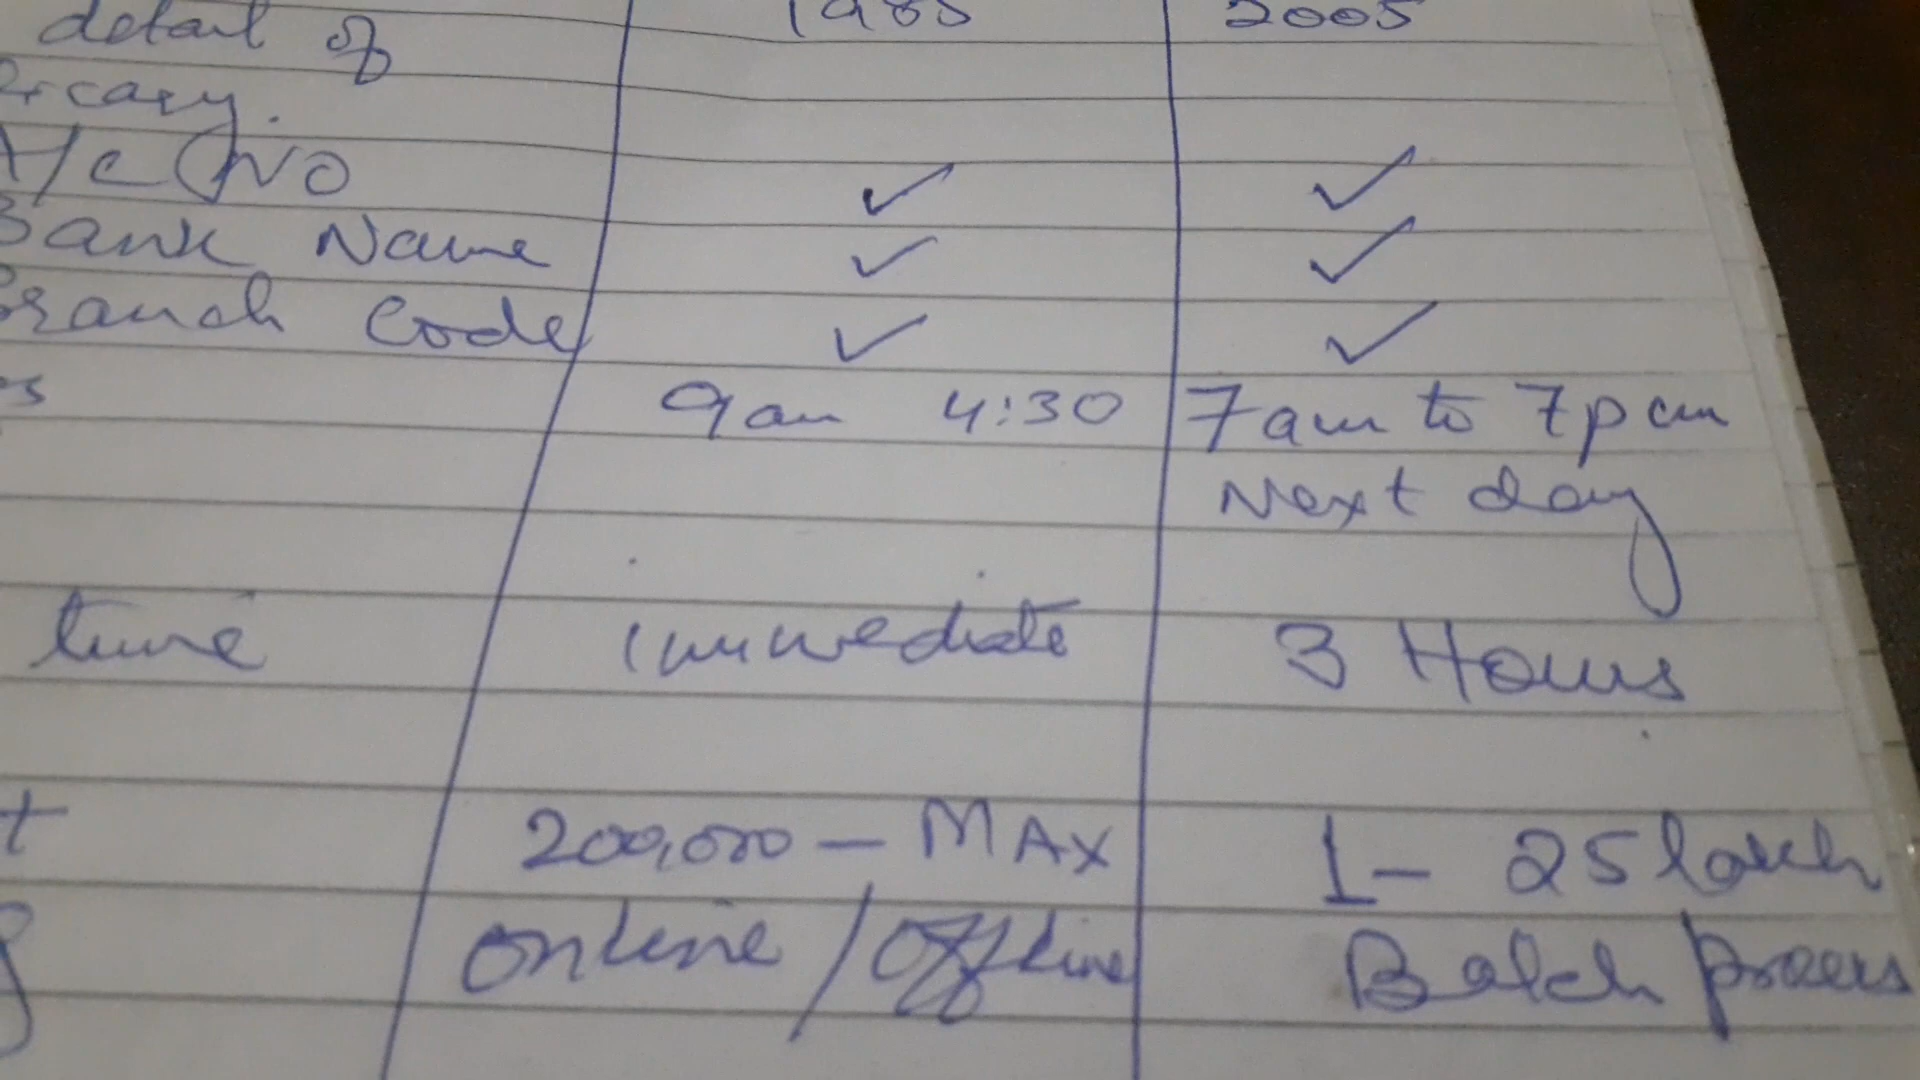 detail of 2005
A/C NO ✓ ✓
Bank Name ✓ ✓
Branch Code ✓ ✓
9am 4:30 7am to 7pm
Next day
time immediate 3 Hours
200,000 – MAX 1 – 25 lakh
online / offline Batch process